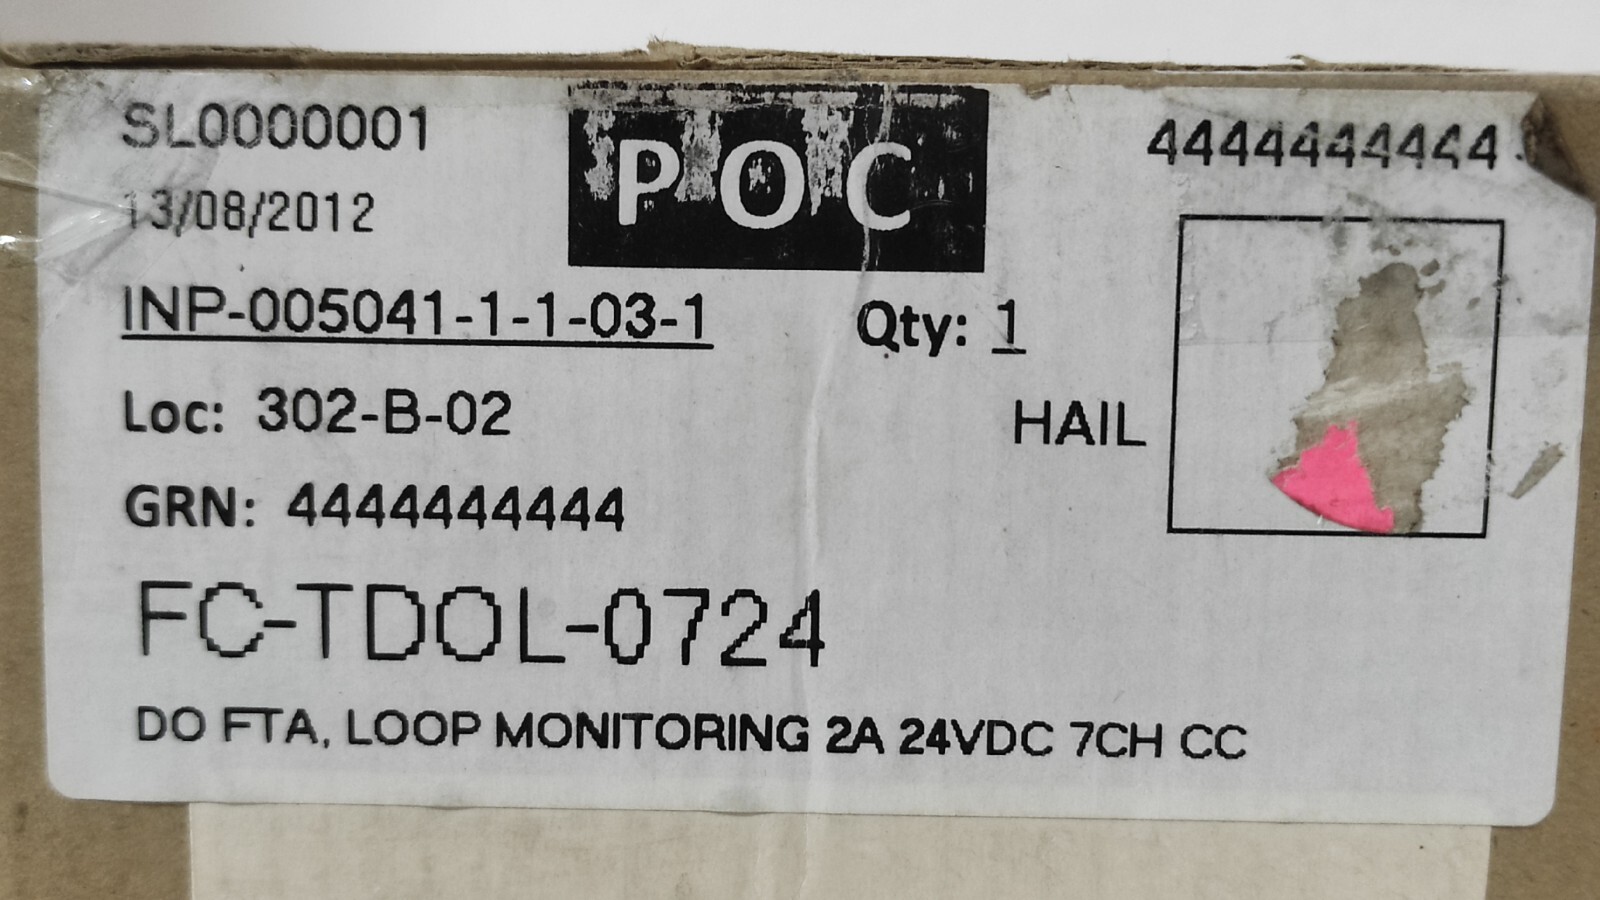 SL0000001 POC 4444444444
13/08/2012
INP-005041-1-1-03-1 Qty: 1
Loc: 302-B-02 HAIL
GRN: 4444444444
FC-TDOL-0724
DO FTA, LOOP MONITORING 2A 24VDC 7CH CC